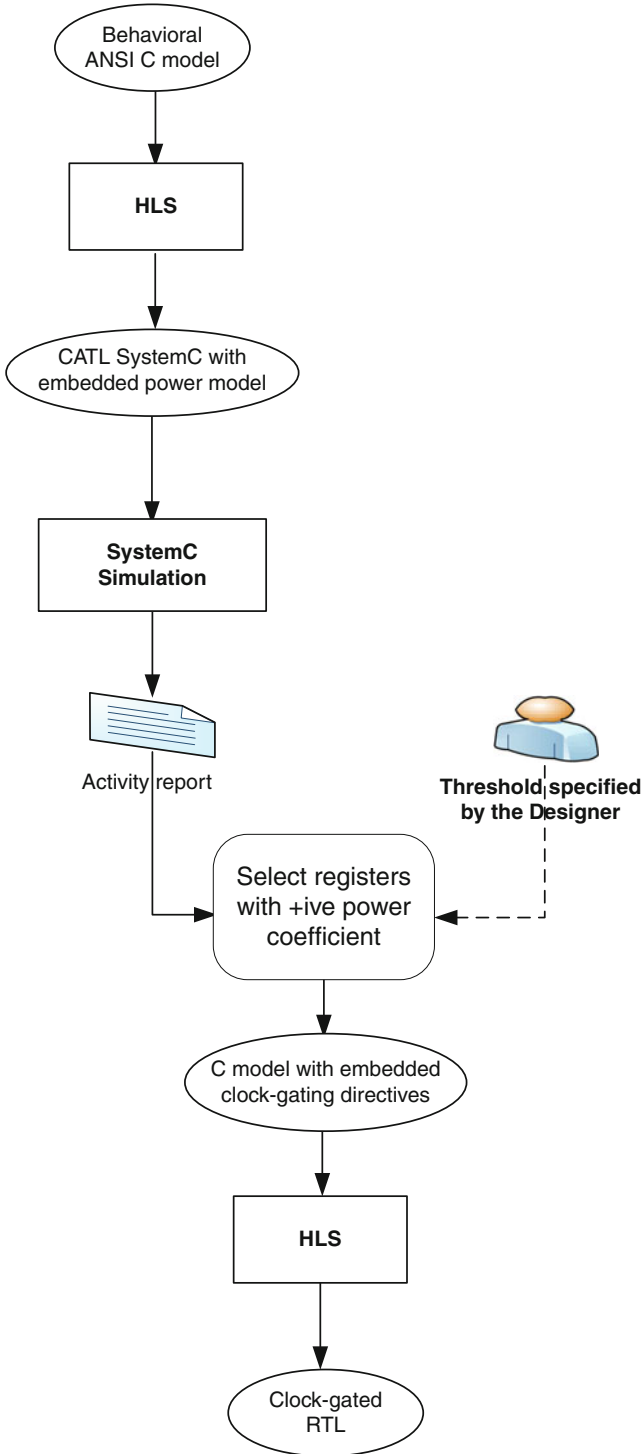 Behavioral
ANSI C model
HLS
CATL SystemC with
embedded power model
SystemC
Simulation
Activity report
Threshold specified
by the Designer
Select registers
with +ive power
coefficient
C model with embedded
clock-gating directives
HLS
Clock-gated
RTL